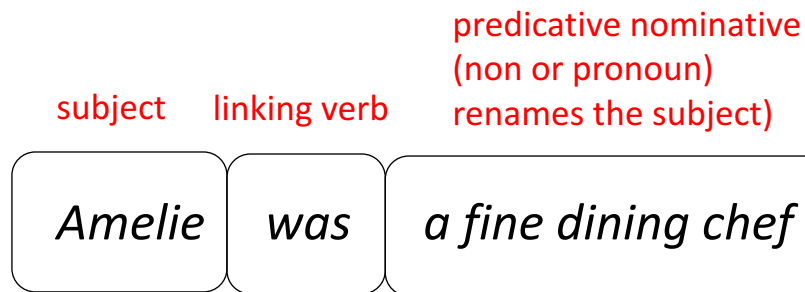 predicative nominative
(non or pronoun)
renames the subject)
subject linking verb
Amelie was a fine dining chef